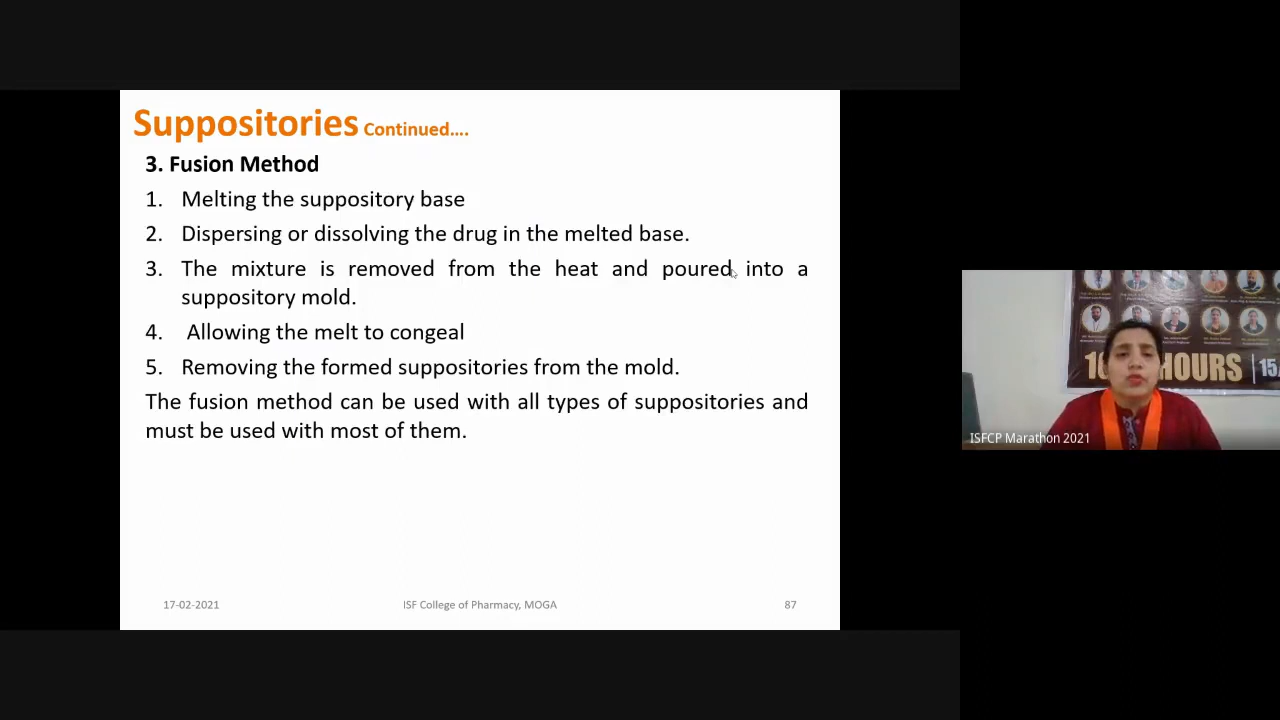 Suppositories Continued....
3. Fusion Method
1. Melting the suppository base
2. Dispersing or dissolving the drug in the melted base.
3. The mixture is removed from the heat and poured into a
suppository mold.
4. Allowing the melt to congeal
5. Removing the formed suppositories from the mold.
The fusion method can be used with all types of suppositories and
must be used with most of them.
17-02-2021 ISF College of Pharmacy, MOGA 87
HOURS 15
ISFCP Marathon 2021